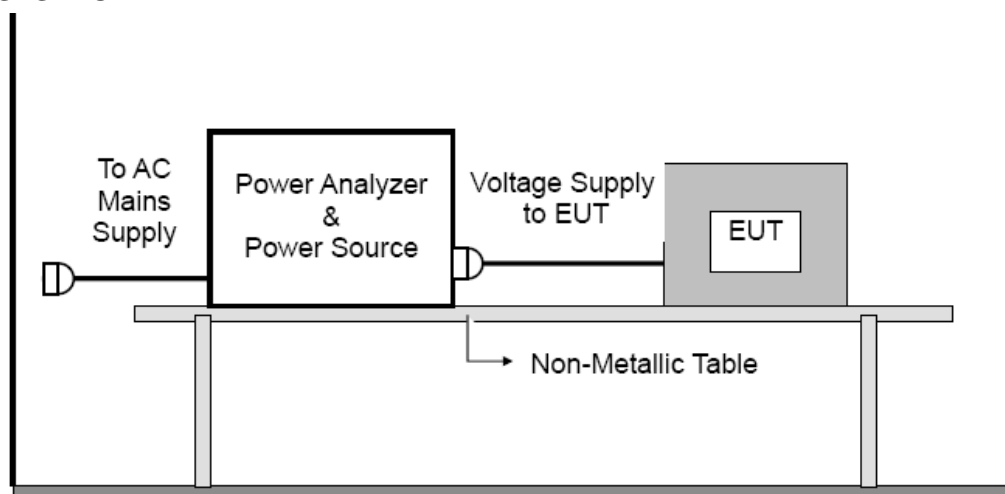 To AC
Mains
Supply
Power Analyzer
&
Power Source
Voltage Supply
to EUT
EUT
Non-Metallic Table